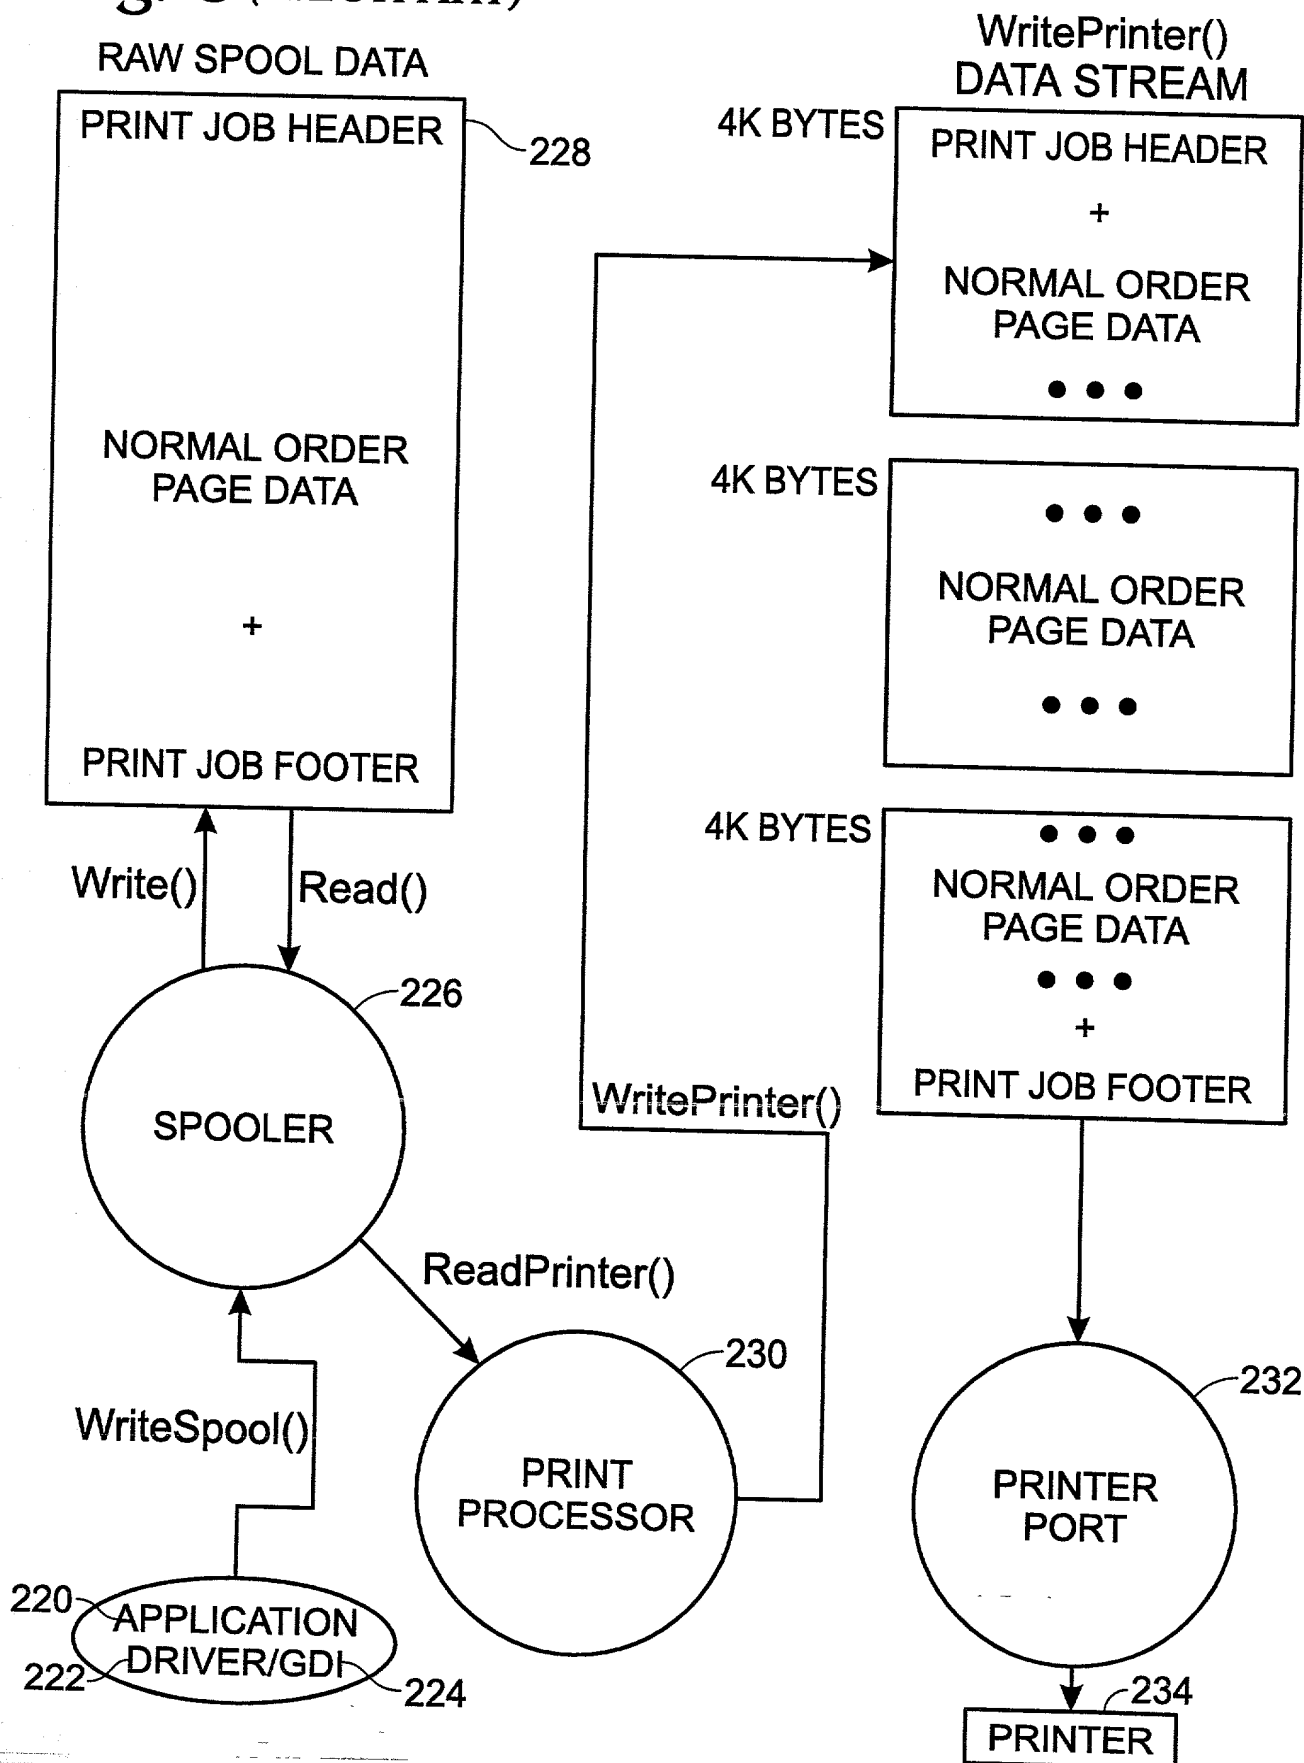 RAW SPOOL DATA
PRINT JOB HEADER
228
NORMAL ORDER
PAGE DATA
+
PRINT JOB FOOTER
Write()
Read()
226
SPOOLER
ReadPrinter()
WriteSpool()
230
PRINT
PROCESSOR
220
APPLICATION
DRIVER/GDI
222
224
WritePrinter()
WritePrinter()
DATA STREAM
4K BYTES
PRINT JOB HEADER
+
NORMAL ORDER
PAGE DATA
4K BYTES
NORMAL ORDER
PAGE DATA
4K BYTES
NORMAL ORDER
PAGE DATA
+
PRINT JOB FOOTER
232
PRINTER
PORT
234
PRINTER